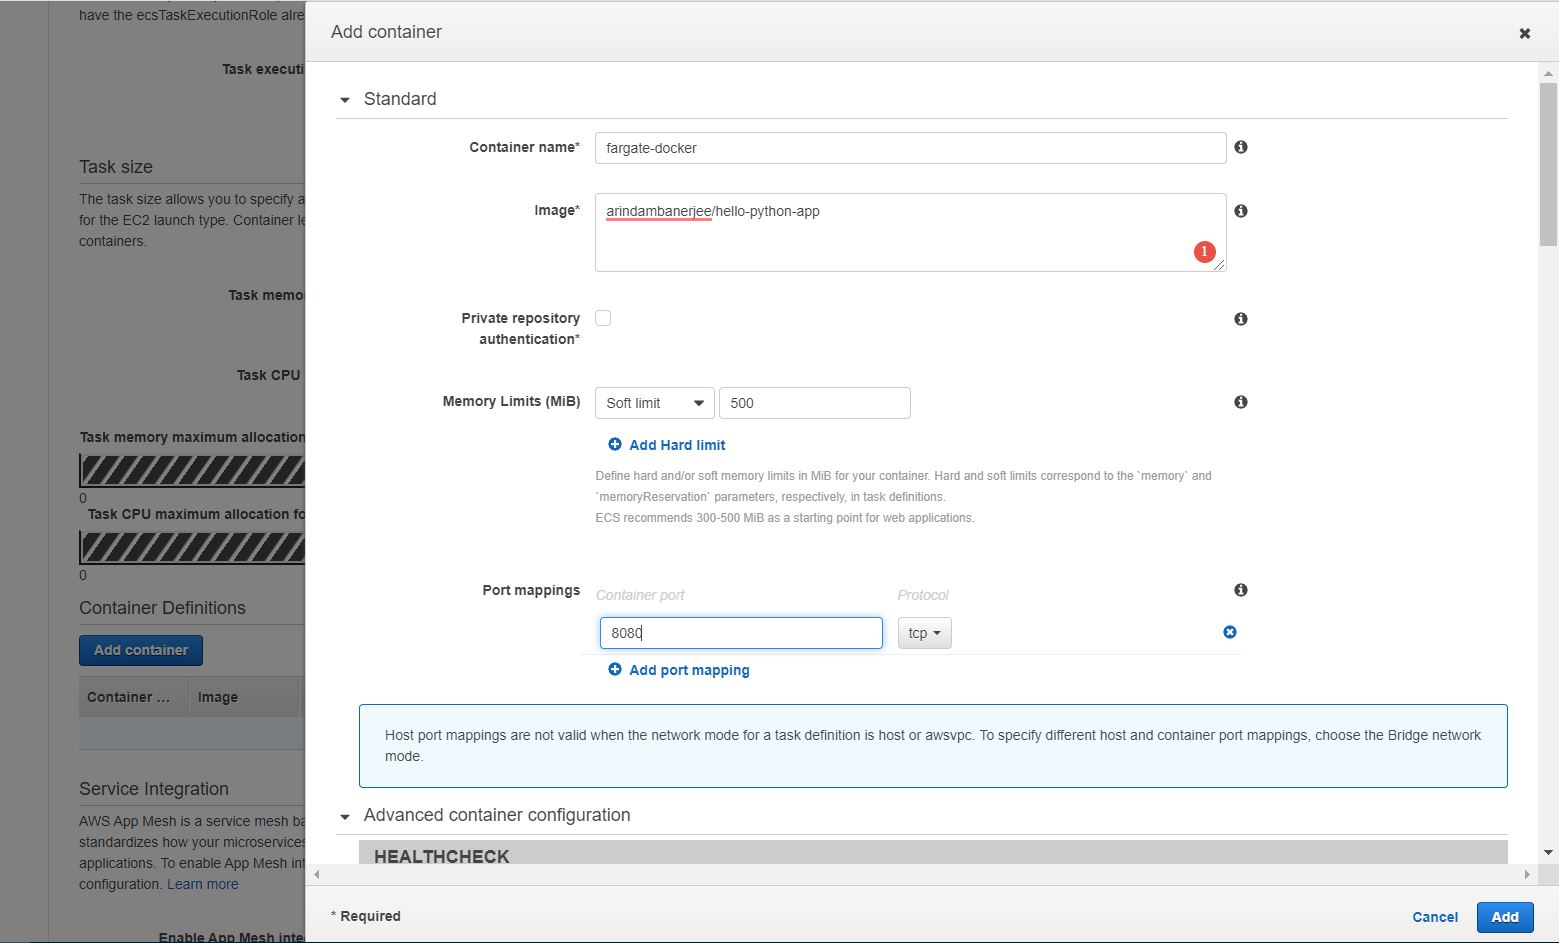 have the ecsTaskExecutionRole alre
Task executi
Task size
The task size allows you to specify a
for the EC2 launch type. Container le
containers.
Task memo
Task CPU
Task memory maximum allocation
0
Task CPU maximum allocation fo
0
Container Definitions
Add container
Container ...
Image
Service Integration
AWS App Mesh is a service mesh ba
standardizes how your microservices
applications. To enable App Mesh int
configuration. Learn more
Enable App Mesh inte
Add container
Standard
Container name*
fargate-docker
Image*
arindambanerjee/hello-python-app
1
Private repository
authentication*
Memory Limits (MiB)
Soft limit
500
Add Hard limit
Define hard and/or soft memory limits in MiB for your container. Hard and soft limits correspond to the `memory` and
`memoryReservation` parameters, respectively, in task definitions.
ECS recommends 300-500 MiB as a starting point for web applications.
Port mappings
Container port
Protocol
8080
tcp
Add port mapping
Host port mappings are not valid when the network mode for a task definition is host or awsvpc. To specify different host and container port mappings, choose the Bridge network
mode.
Advanced container configuration
HEALTHCHECK
* Required
Cancel
Add